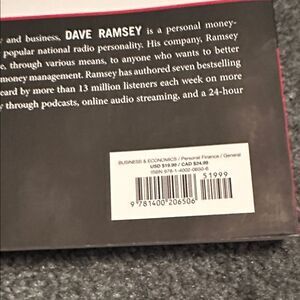 y and business, DAVE RAMSEY is a personal money-
popular national radio personality. His company, Ramsey
e, through various means, to anyone who wants to better
money management. Ramsey has authored seven bestselling
eard by more than 13 million listeners each week on more
y through podcasts, online audio streaming, and a 24-hour
BUSINESS & ECONOMICS / Personal Finance / General
USD $19.99 / CAD $24.99
ISBN 978-1-4002-0650-6
51999
9 781400 206506